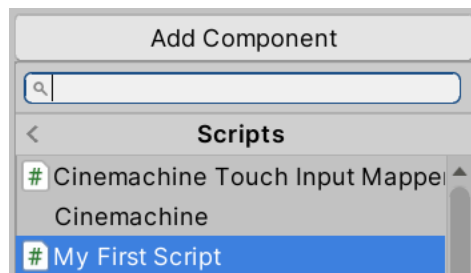 Add Component
Scripts
Cinemachine Touch Input Mapper
Cinemachine
My First Script